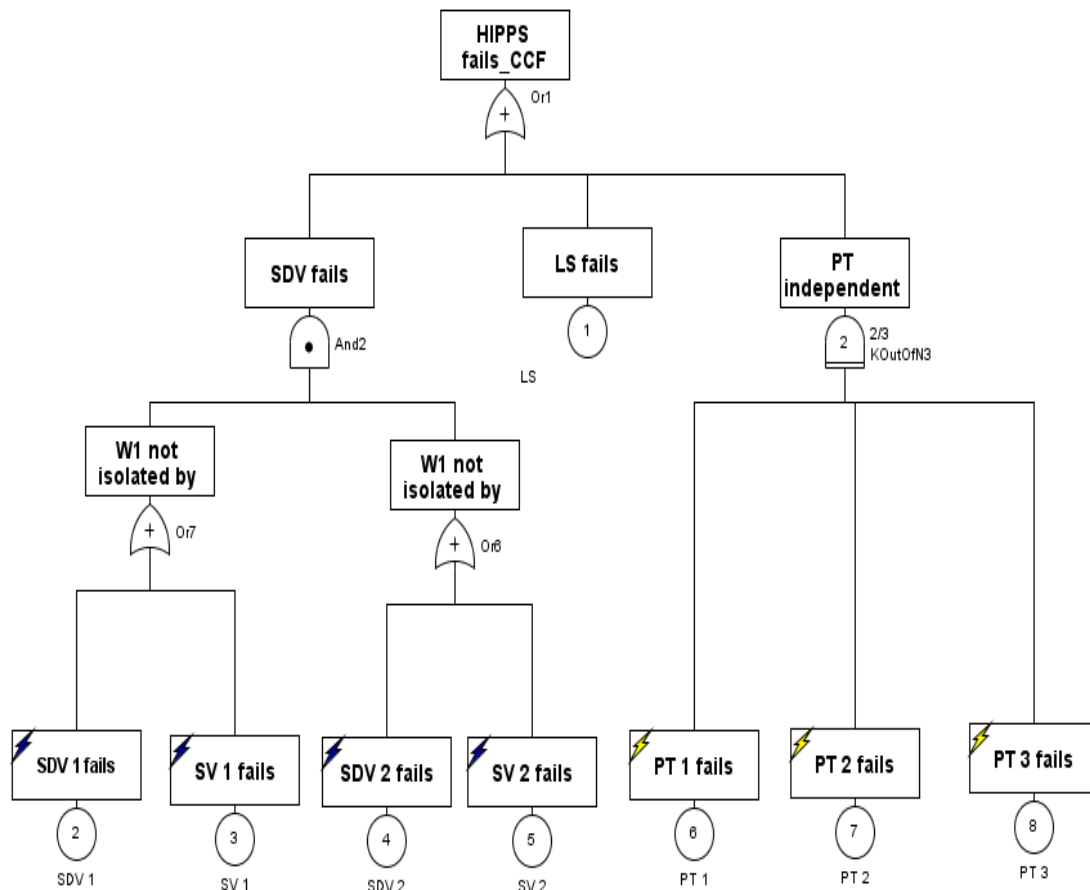 HIPPS
fails_CCF
Or1
+
SDV fails
LS fails
PT
independent
And2
1
2
2/3
KOutOfN3
LS
W1 not
isolated by
W1 not
isolated by
+
Or7
+
Or6
SDV 1 fails
SV 1 fails
SDV 2 fails
SV 2 fails
PT 1 fails
PT 2 fails
PT 3 fails
2
3
4
5
6
7
8
SDV 1
SV 1
SDV 2
SV 2
PT 1
PT 2
PT 3